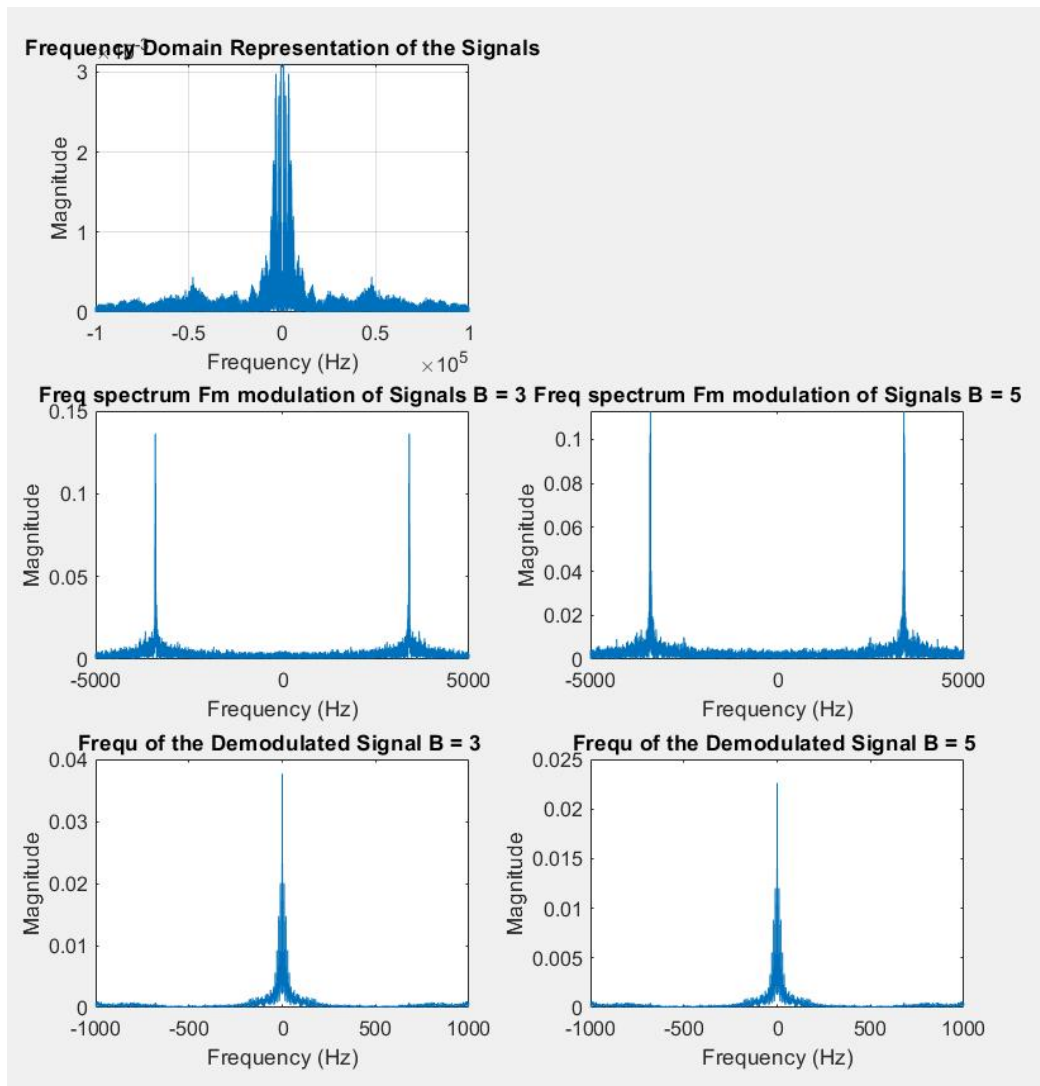 Frequency Domain Representation of the Signals
×10-3
3
2
1
0
Magnitude
-1 -0.5 0 0.5 1
Frequency (Hz)
×10^5
Freq spectrum Fm modulation of Signals B = 3
0.15
0.1
0.05
0
Magnitude
-5000 0 5000
Frequency (Hz)
Freq spectrum Fm modulation of Signals B = 5
0.1
0.08
0.06
0.04
0.02
0
Magnitude
-5000 0 5000
Frequency (Hz)
Frequ of the Demodulated Signal B = 3
0.04
0.03
0.02
0.01
0
Magnitude
-1000 -500 0 500 1000
Frequency (Hz)
Frequ of the Demodulated Signal B = 5
0.025
0.02
0.015
0.01
0.005
0
Magnitude
-1000 -500 0 500 1000
Frequency (Hz)